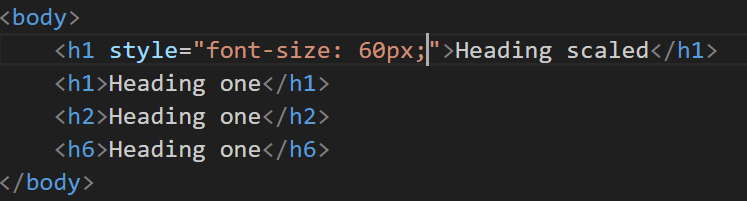 <body>
<h1 style="font-size: 60px;">Heading scaled</h1>
<h1>Heading one</h1>
<h2>Heading one</h2>
<h6>Heading one</h6>
</body>